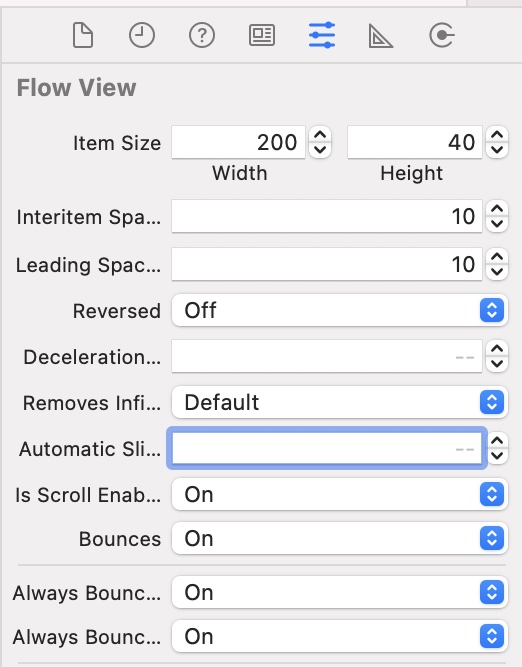 Flow View
Item Size 200 40
Width Height
Interitem Spa... 10
Leading Spac... 10
Reversed Off
Deceleration... --
Removes Infi... Default
Automatic Sli... --
Is Scroll Enab... On
Bounces On
Always Bounc... On
Always Bounc... On